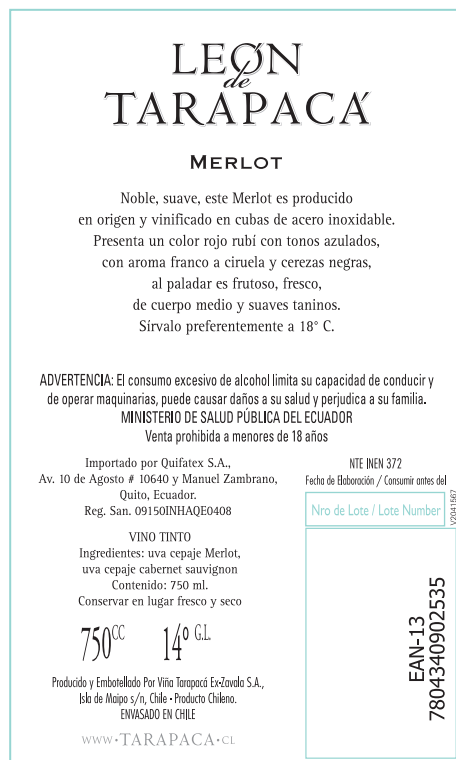 LEÓN
de
TARAPACÁ
MERLOT
Noble, suave, este Merlot es producido
en origen y vinificado en cubas de acero inoxidable.
Presenta un color rojo rubí con tonos azulados,
con aroma franco a ciruela y cerezas negras,
al paladar es frutoso, fresco,
de cuerpo medio y suaves taninos.
Sírvalo preferentemente a 18° C.
ADVERTENCIA: El consumo excesivo de alcohol limita su capacidad de conducir y
de operar maquinarias, puede causar daños a su salud y perjudica a su familia.
MINISTERIO DE SALUD PÚBLICA DEL ECUADOR
Venta prohibida a menores de 18 años
Importado por Quifatex S.A.,
Av. 10 de Agosto # 10640 y Manuel Zambrano,
Quito, Ecuador.
Reg. San. 09150INHAQE0408
VINO TINTO
Ingredientes: uva cepaje Merlot,
uva cepaje cabernet sauvignon
Contenido: 750 ml.
Conservar en lugar fresco y seco
750CC 14° G.L.
Producido y Embotellado Por Viña Tarapacá Ex-Zavala S.A.,
Isla de Maipo s/n, Chile • Producto Chileno.
ENVASADO EN CHILE
WWW•TARAPACA•CL
NTE INEN 372
Fecha de Elaboración / Consumir antes del
Nro de Lote / Lote Number
V2041567
EAN-13
7804340902535